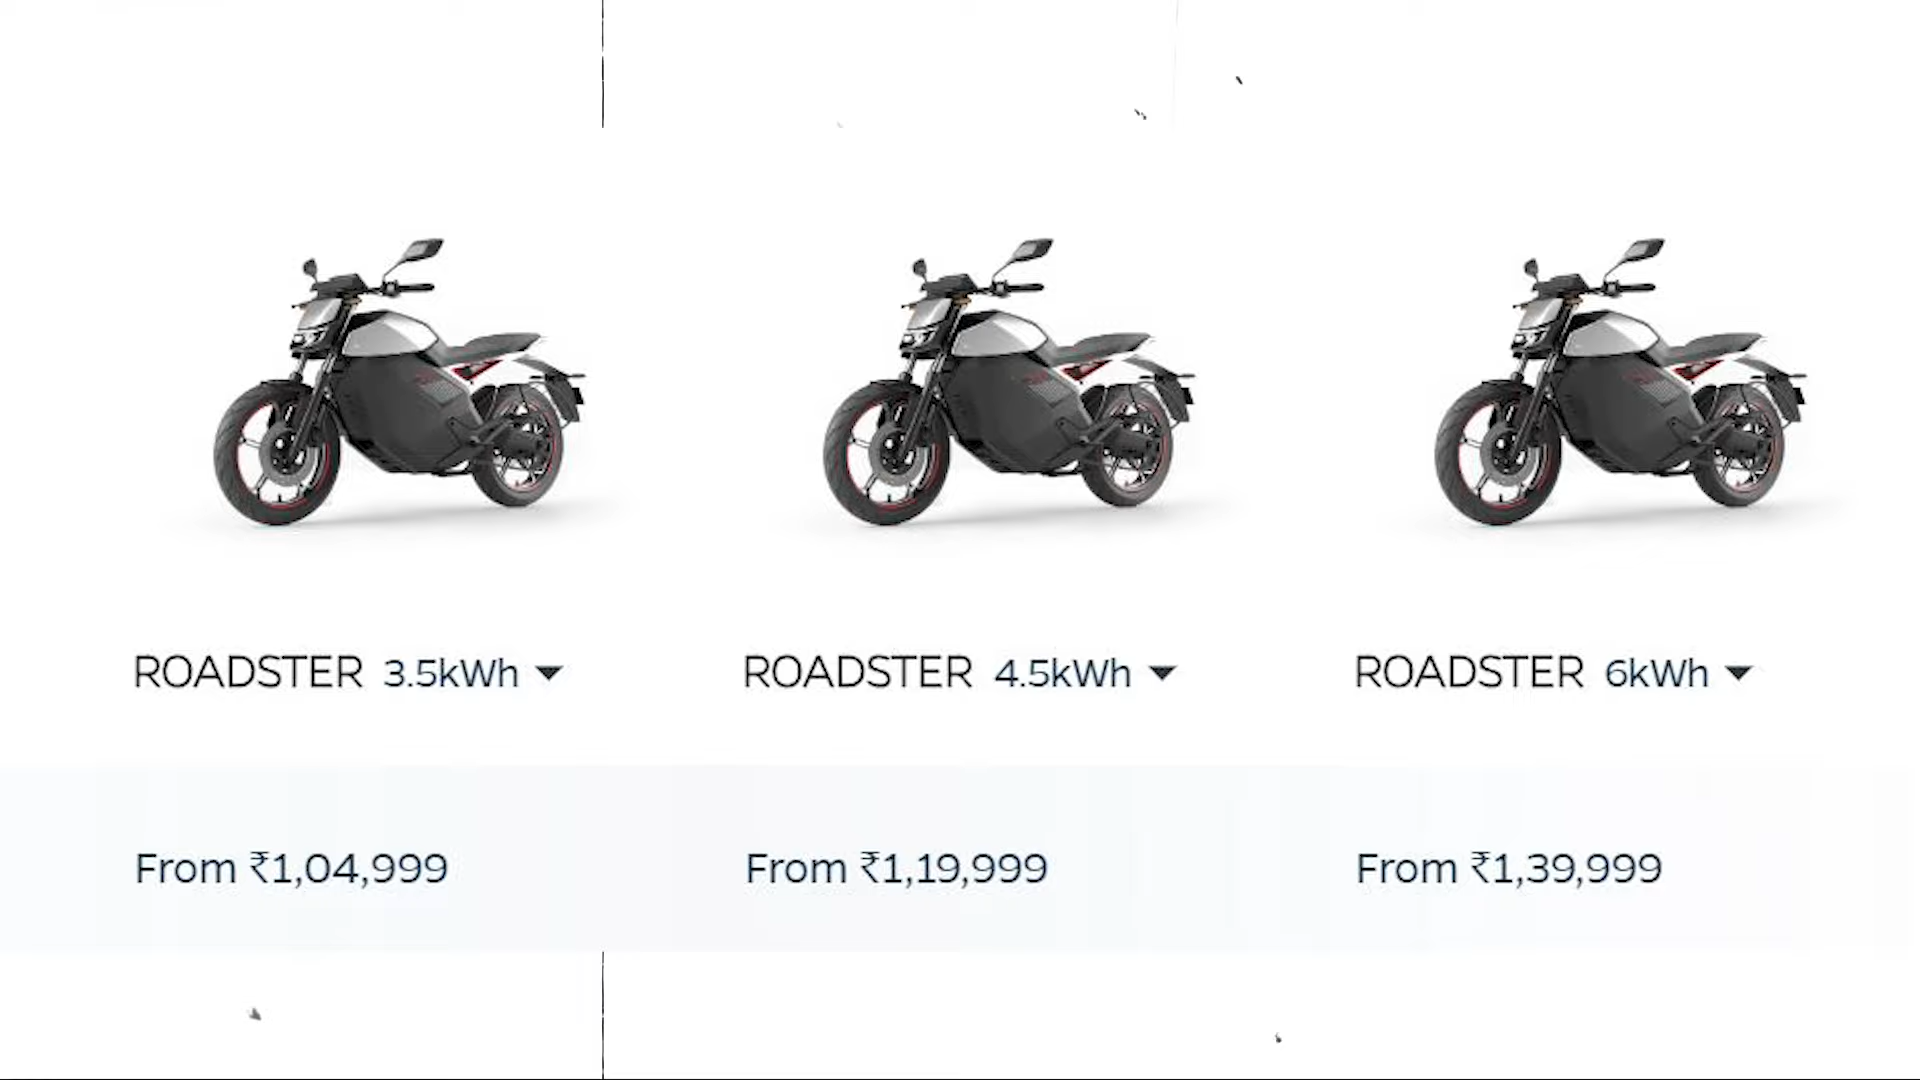 ROADSTER 3.5kWh
ROADSTER 4.5kWh
ROADSTER 6kWh
From ₹1,04,999
From ₹1,19,999
From ₹1,39,999